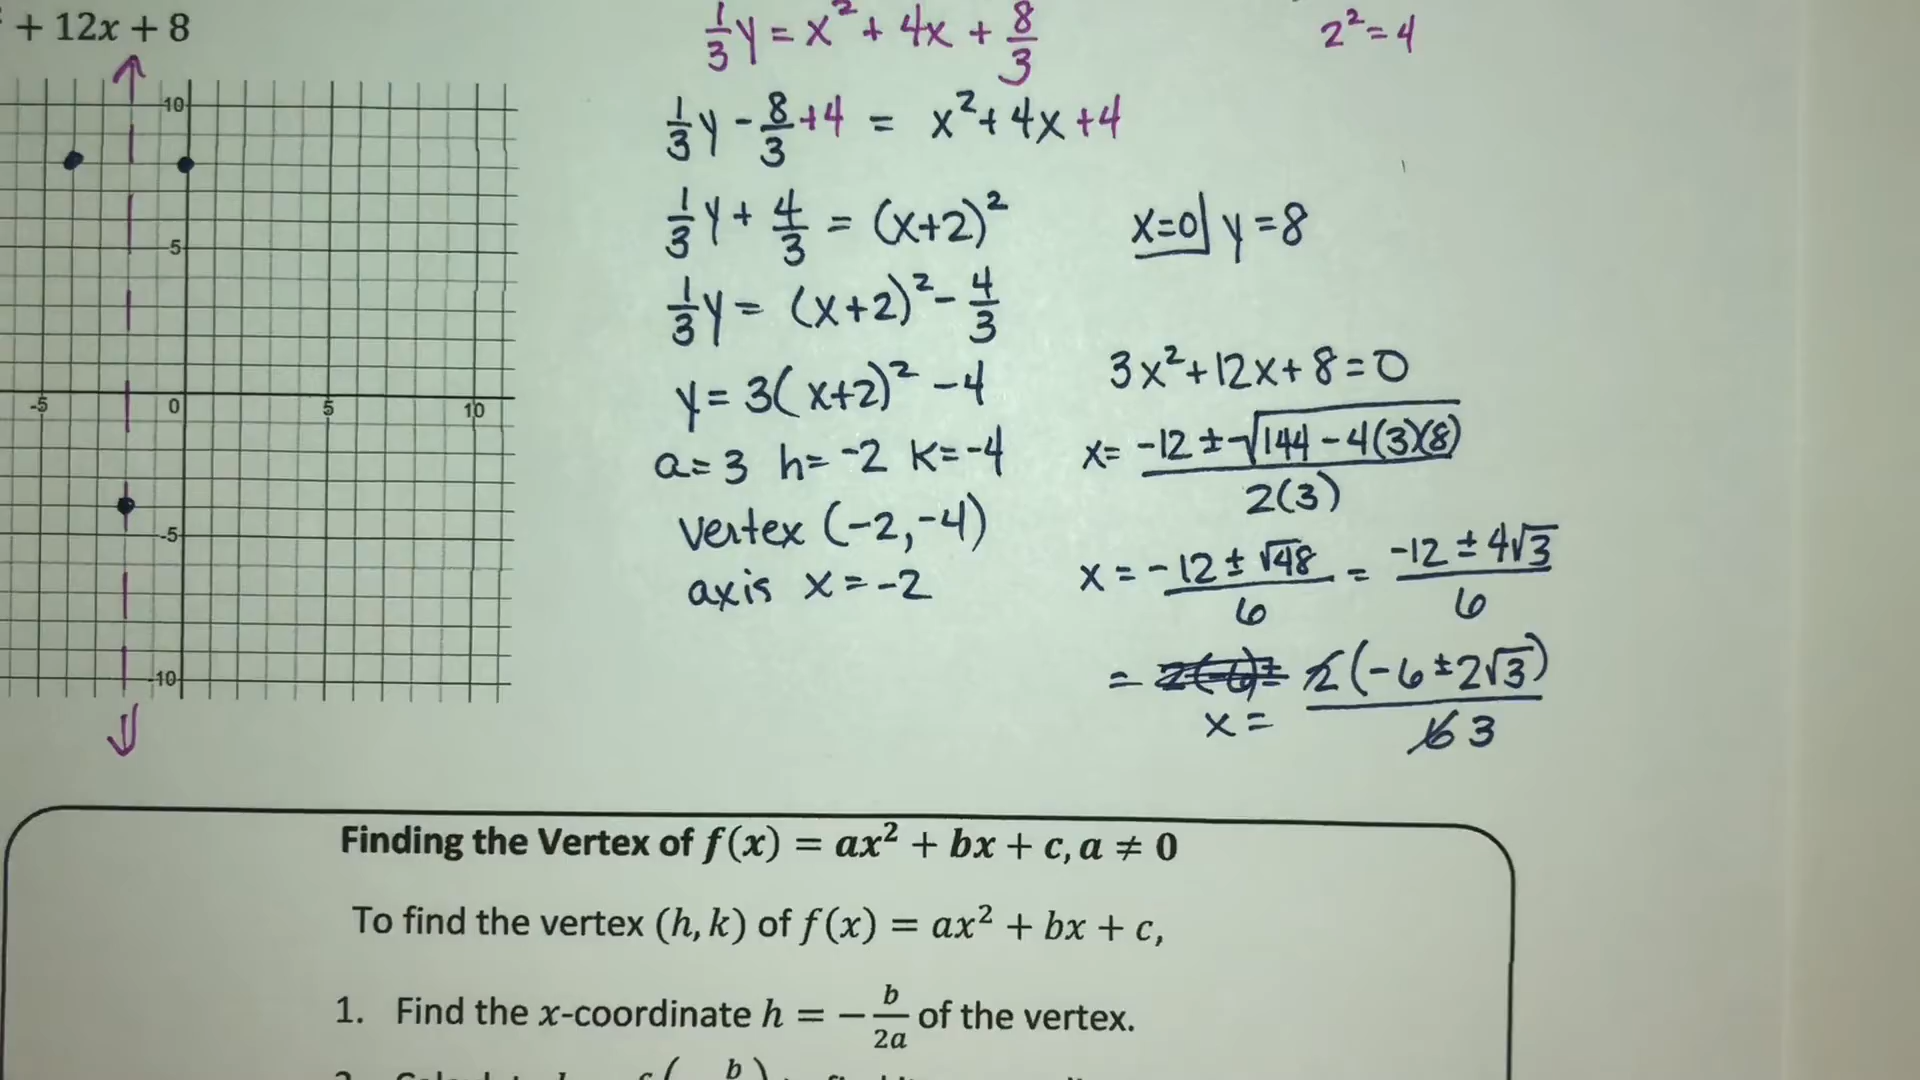 + 12x + 8
1/3 y = x² + 4x + 8/3
2² = 4
1/3 y - 8/3 + 4 = x² + 4x + 4
1/3 y + 4/3 = (x+2)²
x=0 y=8
1/3 y = (x+2)² - 4/3
y = 3(x+2)² - 4
3x² + 12x + 8 = 0
a = 3 h = -2 k = -4
x = (-12 ± √(144 - 4(3)(8))) / 2(3)
vertex (-2, -4)
axis x = -2
x = (-12 ± √48) / 6 = (-12 ± 4√3) / 6
= 2(-6 ± 2√3)
x = 6 3
10
5
-5 0 5 10
-5
-10
Finding the Vertex of f(x) = ax² + bx + c, a ≠ 0
To find the vertex (h, k) of f(x) = ax² + bx + c,
1. Find the x-coordinate h = − b/2a of the vertex.